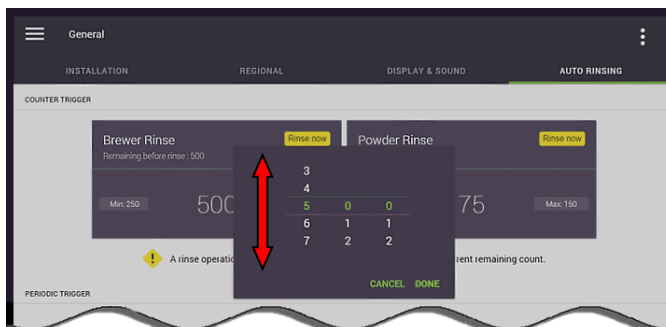 General
INSTALLATION REGIONAL DISPLAY & SOUND AUTO RINSING
COUNTER TRIGGER
Brewer Rinse Rinse now Powder Rinse Rinse now
Remaining before rinse : 500
3
4
Min: 250 500 5 0 0 75 Max: 150
6 1 1
7 2 2
A rinse operatio rent remaining count.
CANCEL DONE
PERIODIC TRIGGER